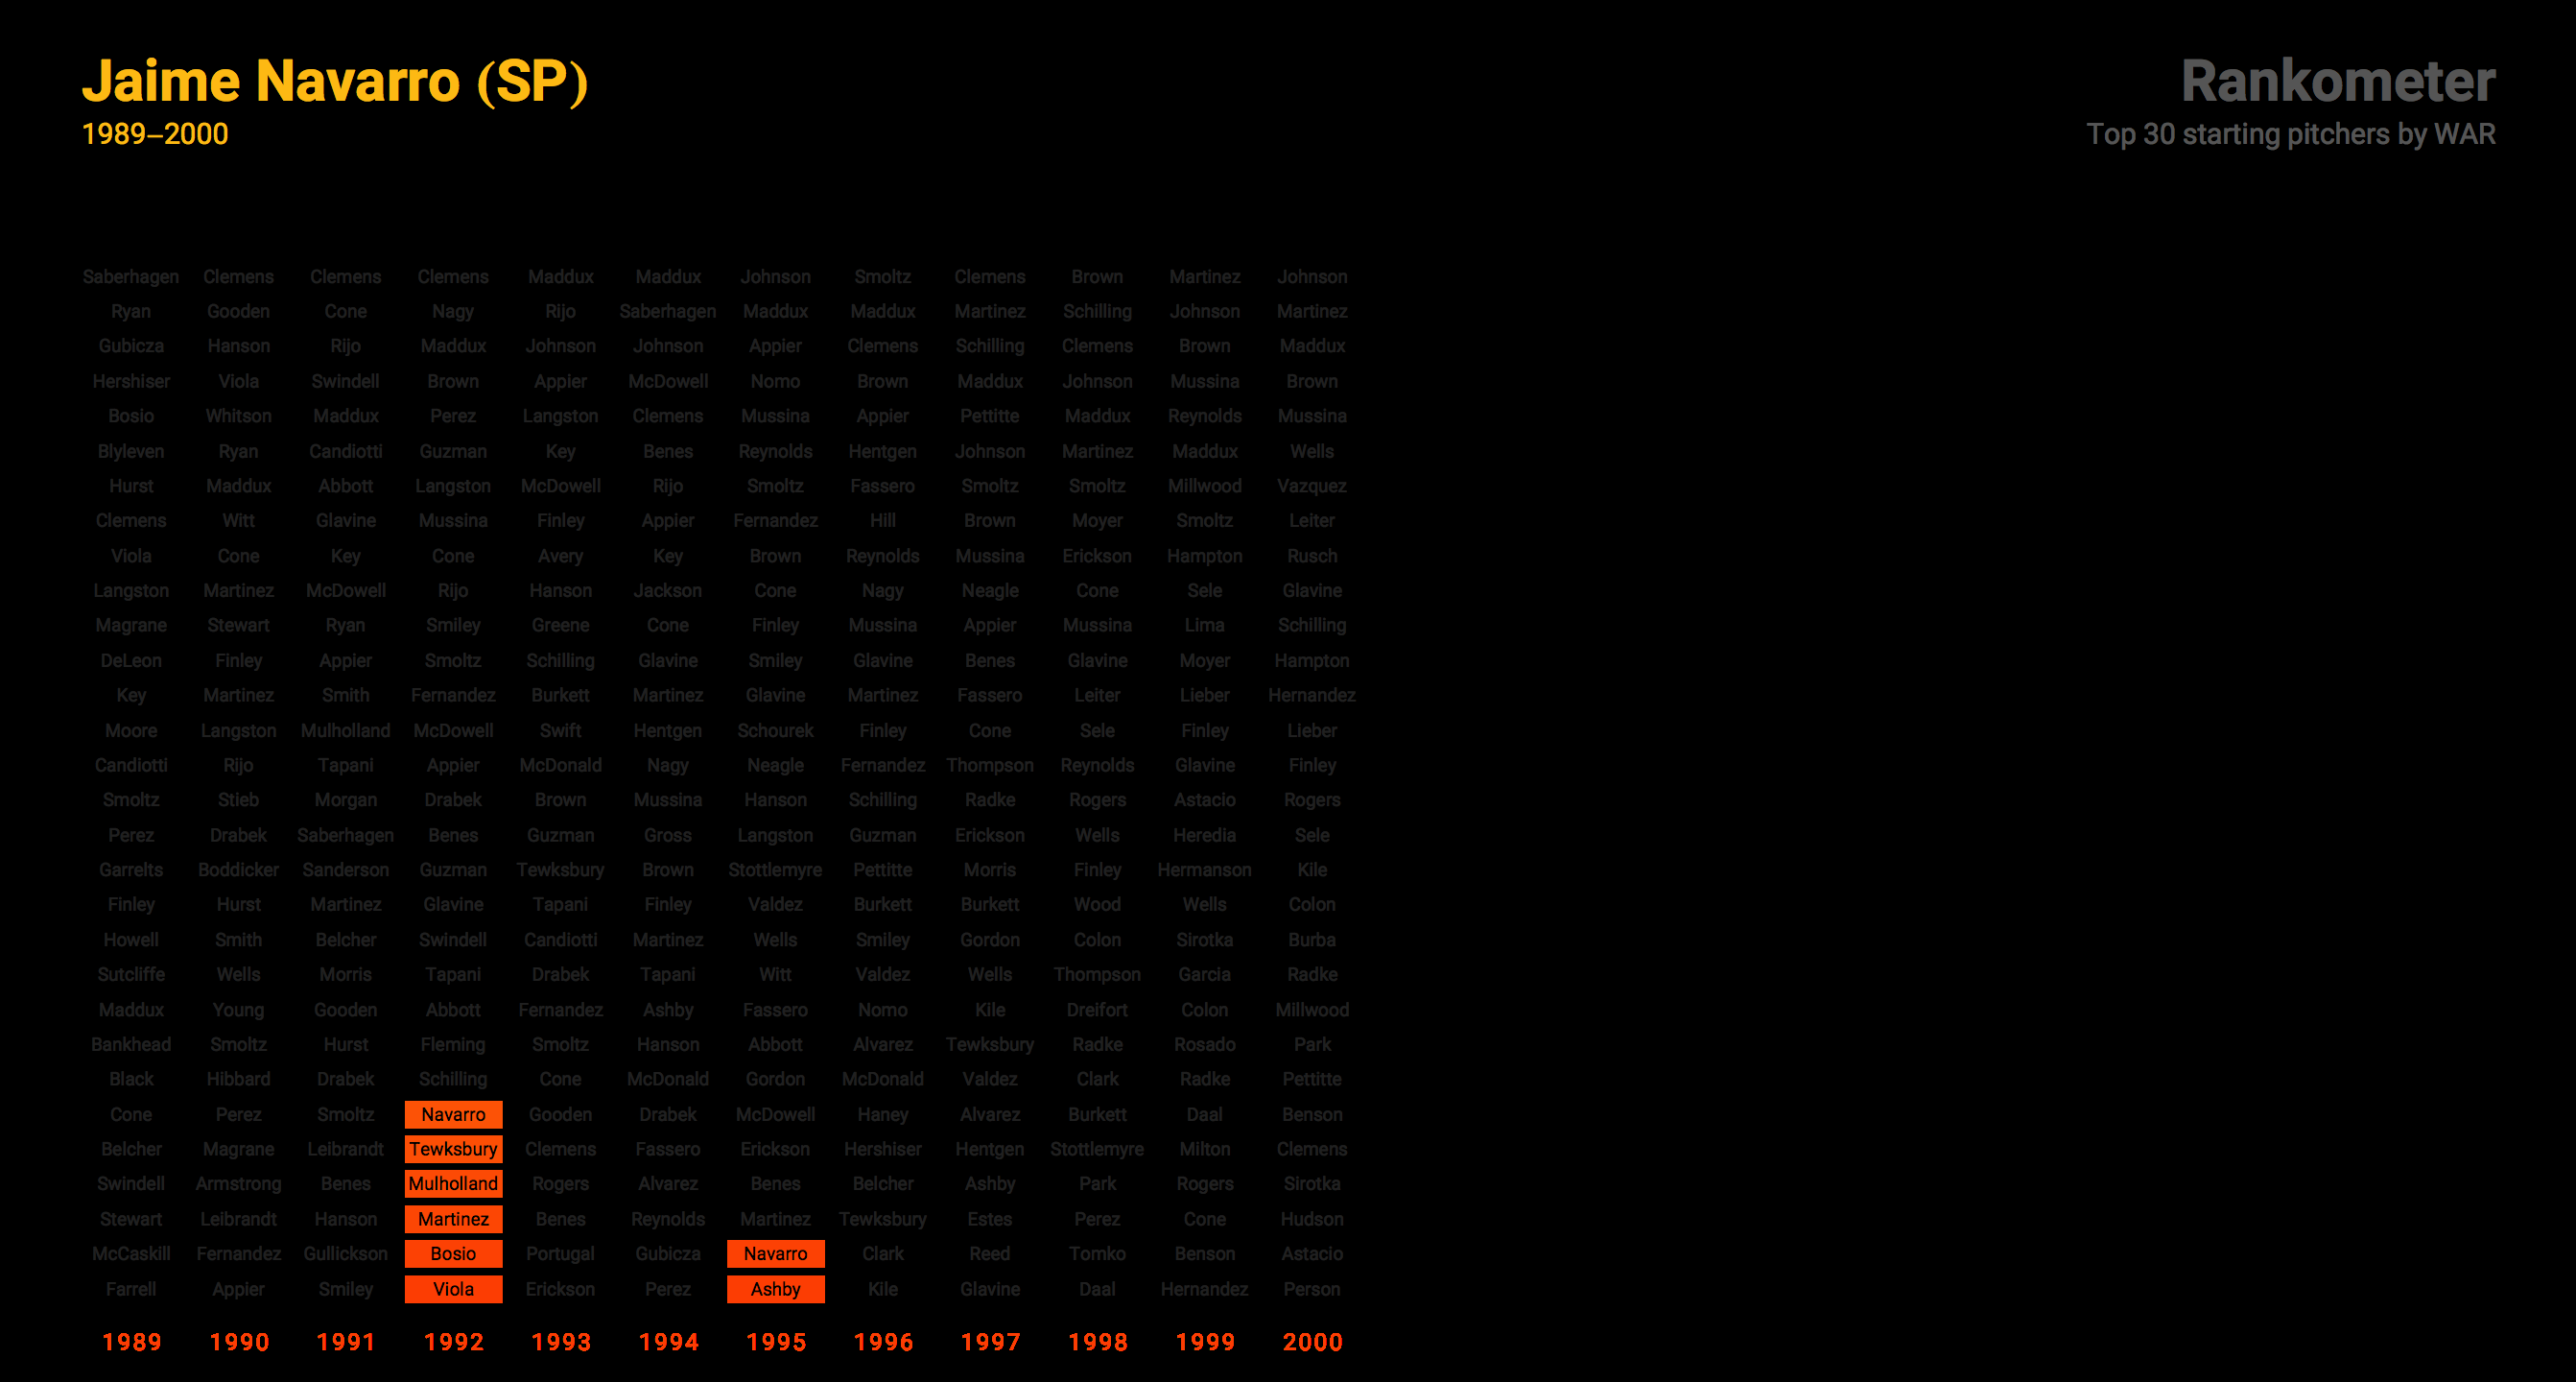 Jaime Navarro (SP)
1989–2000
Rankometer
Top 30 starting pitchers by WAR
Saberhagen Clemens Clemens Clemens Maddux Maddux Johnson Smoltz Clemens Brown Martinez Johnson
Ryan Gooden Cone Nagy Rijo Saberhagen Maddux Maddux Martinez Schilling Johnson Martinez
Gubicza Hanson Rijo Maddux Johnson Johnson Appier Clemens Schilling Clemens Brown Maddux
Hershiser Viola Swindell Brown Appier McDowell Nomo Brown Maddux Johnson Mussina Brown
Bosio Whitson Maddux Perez Langston Clemens Mussina Appier Pettitte Maddux Reynolds Mussina
Blyleven Ryan Candiotti Guzman Key Benes Reynolds Hentgen Johnson Martinez Maddux Wells
Hurst Maddux Abbott Langston McDowell Rijo Smoltz Fassero Smoltz Smoltz Millwood Vazquez
Clemens Witt Glavine Mussina Finley Appier Fernandez Hill Brown Moyer Smoltz Leiter
Viola Cone Key Cone Avery Key Brown Reynolds Mussina Erickson Hampton Rusch
Langston Martinez McDowell Rijo Hanson Jackson Cone Nagy Neagle Cone Sele Glavine
Magrane Stewart Ryan Smiley Greene Cone Finley Mussina Appier Mussina Lima Schilling
DeLeon Finley Appier Smoltz Schilling Glavine Smiley Glavine Benes Glavine Moyer Hampton
Key Martinez Smith Fernandez Burkett Martinez Glavine Martinez Fassero Leiter Lieber Hernandez
Moore Langston Mulholland McDowell Swift Hentgen Schourek Finley Cone Sele Finley Lieber
Candiotti Rijo Tapani Appier McDonald Nagy Neagle Fernandez Thompson Reynolds Glavine Finley
Smoltz Stieb Morgan Drabek Brown Mussina Hanson Schilling Radke Rogers Astacio Rogers
Perez Drabek Saberhagen Benes Guzman Gross Langston Guzman Erickson Wells Heredia Sele
Garrelts Boddicker Sanderson Guzman Tewksbury Brown Stottlemyre Pettitte Morris Finley Hermanson Kile
Finley Hurst Martinez Glavine Tapani Finley Valdez Burkett Burkett Wood Wells Colon
Howell Smith Belcher Swindell Candiotti Martinez Wells Smiley Gordon Colon Sirotka Burba
Sutcliffe Wells Morris Tapani Drabek Tapani Witt Valdez Wells Thompson Garcia Radke
Maddux Young Gooden Abbott Fernandez Ashby Fassero Nomo Kile Dreifort Colon Millwood
Bankhead Smoltz Hurst Fleming Smoltz Hanson Abbott Alvarez Tewksbury Radke Rosado Park
Black Hibbard Drabek Schilling Cone McDonald Gordon McDonald Valdez Clark Radke Pettitte
Cone Perez Smoltz Navarro Gooden Drabek McDowell Haney Alvarez Burkett Daal Benson
Belcher Magrane Leibrandt Tewksbury Clemens Fassero Erickson Hershiser Hentgen Stottlemyre Milton Clemens
Swindell Armstrong Benes Mulholland Rogers Alvarez Benes Belcher Ashby Park Rogers Sirotka
Stewart Leibrandt Hanson Martinez Benes Reynolds Martinez Tewksbury Estes Perez Cone Hudson
McCaskill Fernandez Gullickson Bosio Portugal Gubicza Navarro Clark Reed Tomko Benson Astacio
Farrell Appier Smiley Viola Erickson Perez Ashby Kile Glavine Daal Hernandez Person
1989 1990 1991 1992 1993 1994 1995 1996 1997 1998 1999 2000